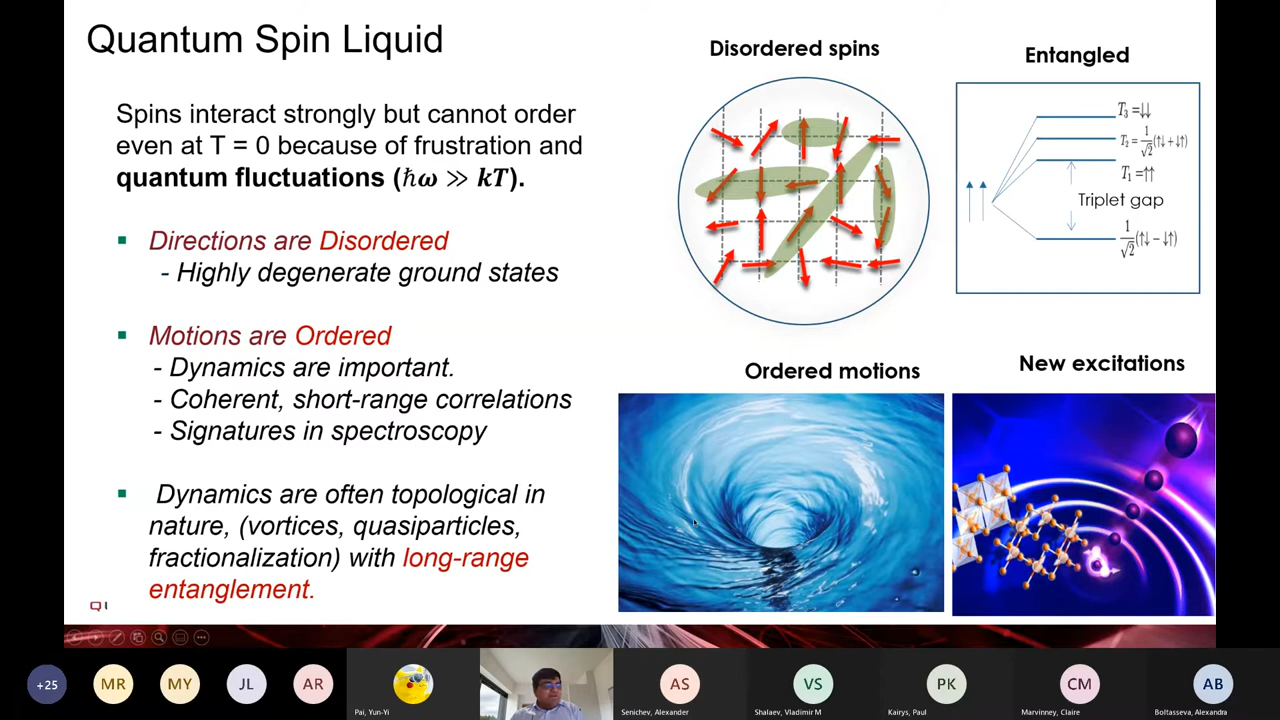 Quantum Spin Liquid
Spins interact strongly but cannot order
even at T = 0 because of frustration and
quantum fluctuations (ℏω ≫ kT).
▪ Directions are Disordered
- Highly degenerate ground states
▪ Motions are Ordered
- Dynamics are important.
- Coherent, short-range correlations
- Signatures in spectroscopy
▪ Dynamics are often topological in
nature, (vortices, quasiparticles,
fractionalization) with long-range
entanglement.
Disordered spins
Entangled
T₃ =↓↓
T₂ = 1/√2 (↑↓ + ↓↑)
T₁ =↑↑
Triplet gap
1/√2 (↑↓ − ↓↑)
Ordered motions
New excitations
+25
MR
MY
JL
AR
Pai, Yun-Yi
AS
Senichev, Alexander
VS
Shalaev, Vladimir M
PK
Kairys, Paul
CM
Marvinney, Claire
AB
Boltasseva, Alexandra